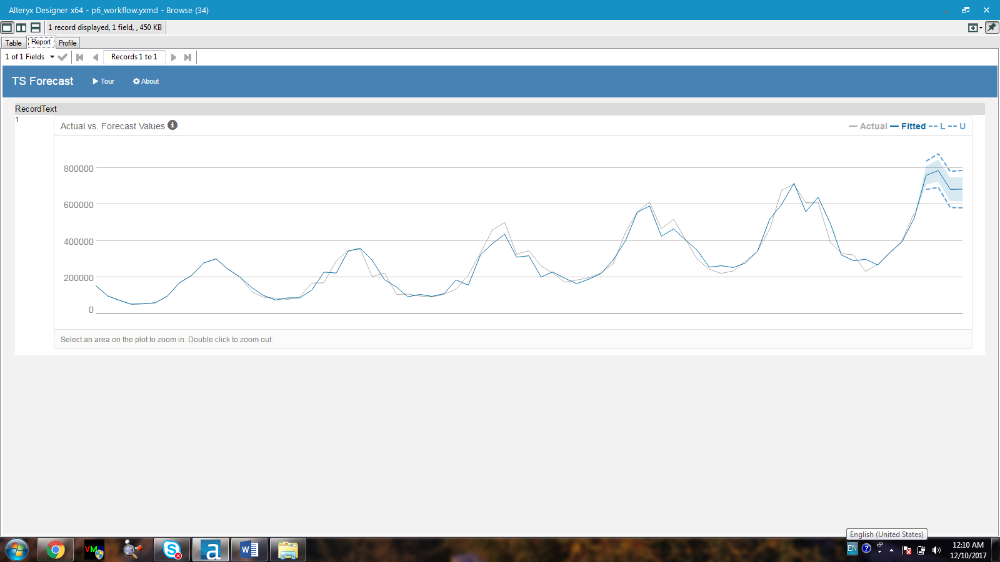 Alteryx Designer x64 - p6_workflow.yxmd - Browse (34)
1 record displayed, 1 field, , 450 KB
Table Report Profile
1 of 1 Fields Records 1 to 1
TS Forecast Tour About
RecordText
1
Actual vs. Forecast Values Actual Fitted L U
800000
600000
400000
200000
0
Select an area on the plot to zoom in. Double click to zoom out.
English (United States)
EN
12:10 AM
12/10/2017